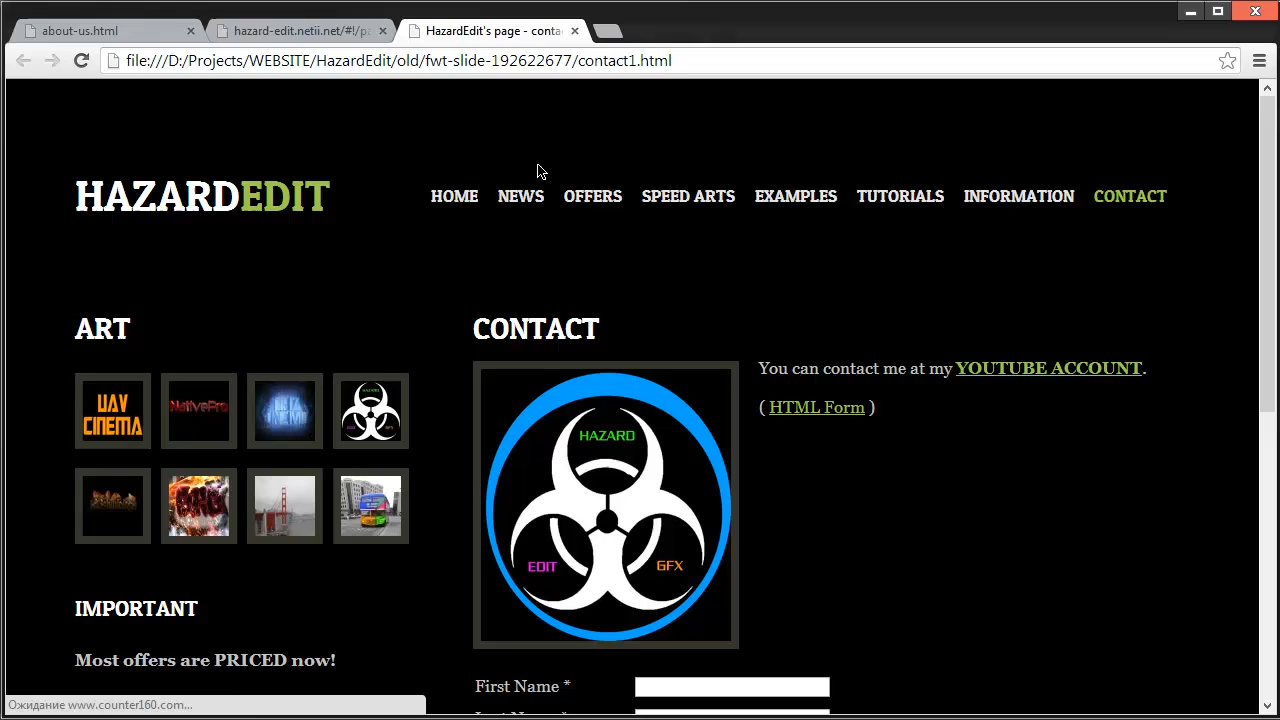 about-us.html
hazard-edit.netii.net/#!/pa
HazardEdit's page - conta
file:///D:/Projects/WEBSITE/HazardEdit/old/fwt-slide-192622677/contact1.html
HAZARDEDIT
HOME NEWS OFFERS SPEED ARTS EXAMPLES TUTORIALS INFORMATION CONTACT
ART
UAV
CINEMA
NativePro
CONTACT
HAZARD
EDIT
GFX
You can contact me at my YOUTUBE ACCOUNT.
( HTML Form )
IMPORTANT
Most offers are PRICED now!
First Name *
Ожидание www.counter160.com...